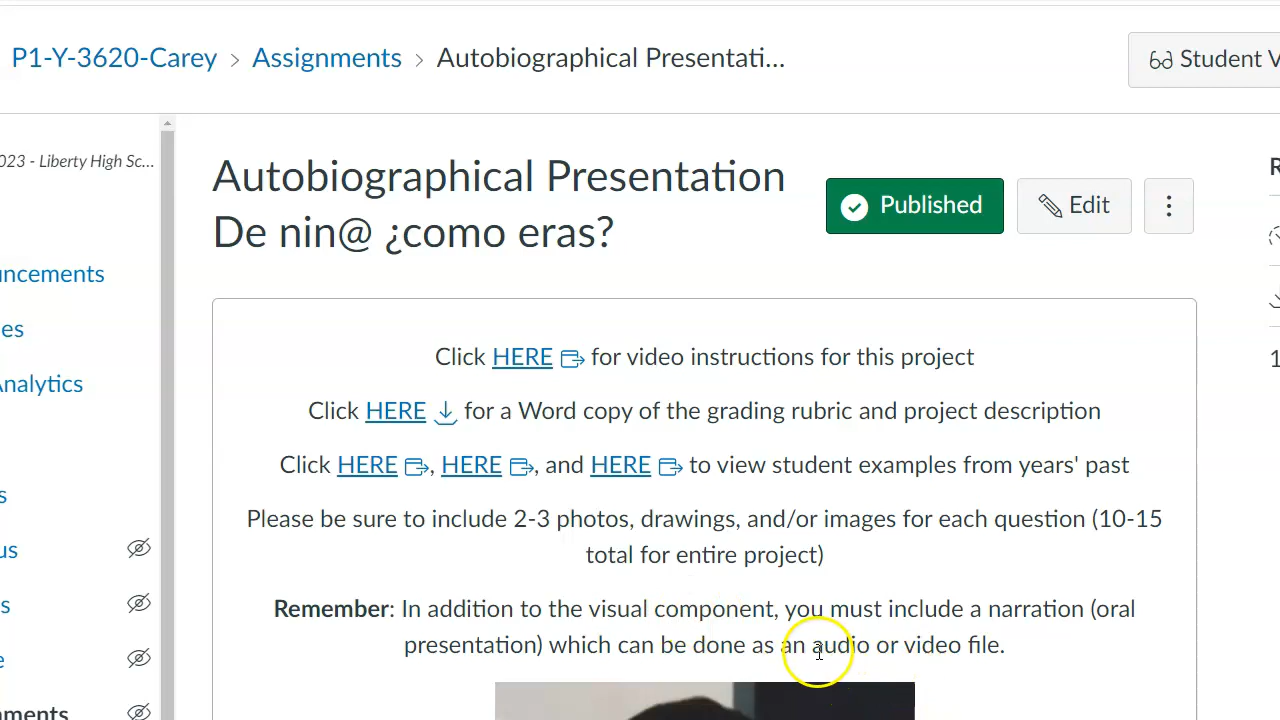 P1-Y-3620-Carey > Assignments > Autobiographical Presentati...
Student V
023 - Liberty High Sc...
Autobiographical Presentation
De nin@ ¿como eras?
Published
Edit
uncements
es
Analytics
s
us
s
e
nments
Click HERE for video instructions for this project
Click HERE for a Word copy of the grading rubric and project description
Click HERE, HERE, and HERE to view student examples from years' past
Please be sure to include 2-3 photos, drawings, and/or images for each question (10-15
total for entire project)
Remember: In addition to the visual component, you must include a narration (oral
presentation) which can be done as an audio or video file.
R
1